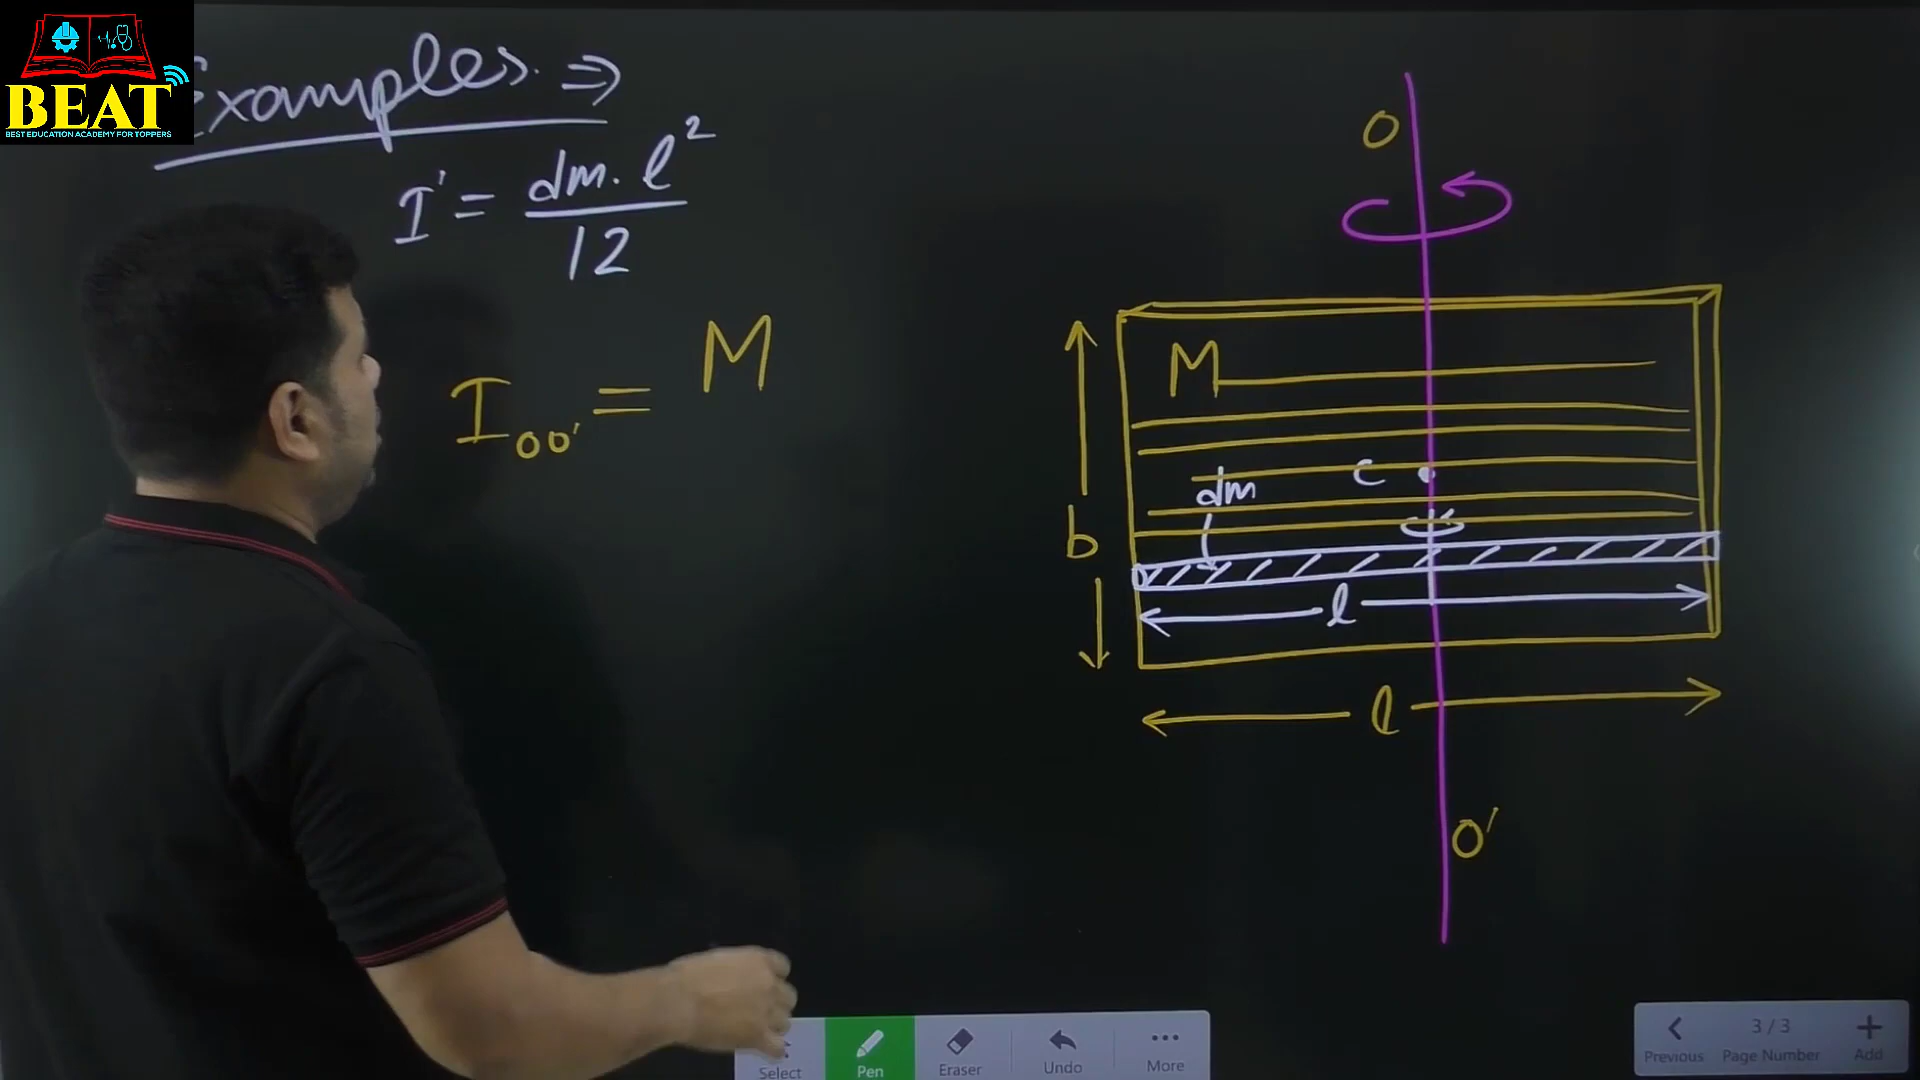 BEAT
BEST EDUCATION ACADEMY FOR TOPPERS
Examples. ⇒
I' = dm. l² / 12
I₀₀' = M
O
M
C
dm
b
l
l
O'
Select
Pen
Eraser
Undo
More
Previous
3 / 3
Page Number
Add